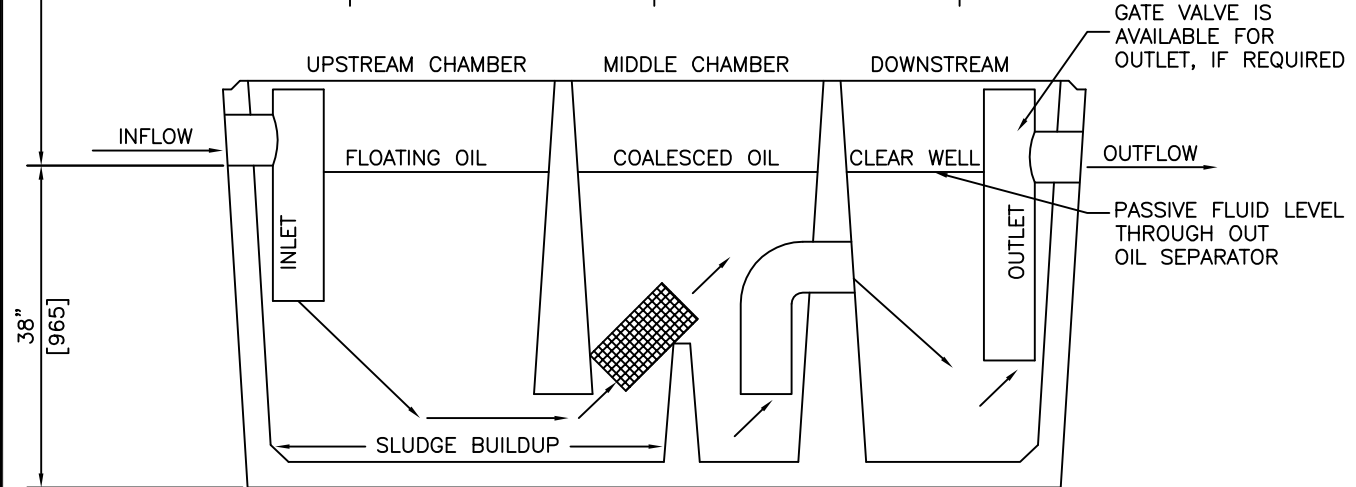 GATE VALVE IS
AVAILABLE FOR
OUTLET, IF REQUIRED
UPSTREAM CHAMBER
MIDDLE CHAMBER
DOWNSTREAM
INFLOW
FLOATING OIL
COALESCED OIL
CLEAR WELL
OUTFLOW
INLET
OUTLET
PASSIVE FLUID LEVEL
THROUGH OUT
OIL SEPARATOR
38"
[965]
SLUDGE BUILDUP